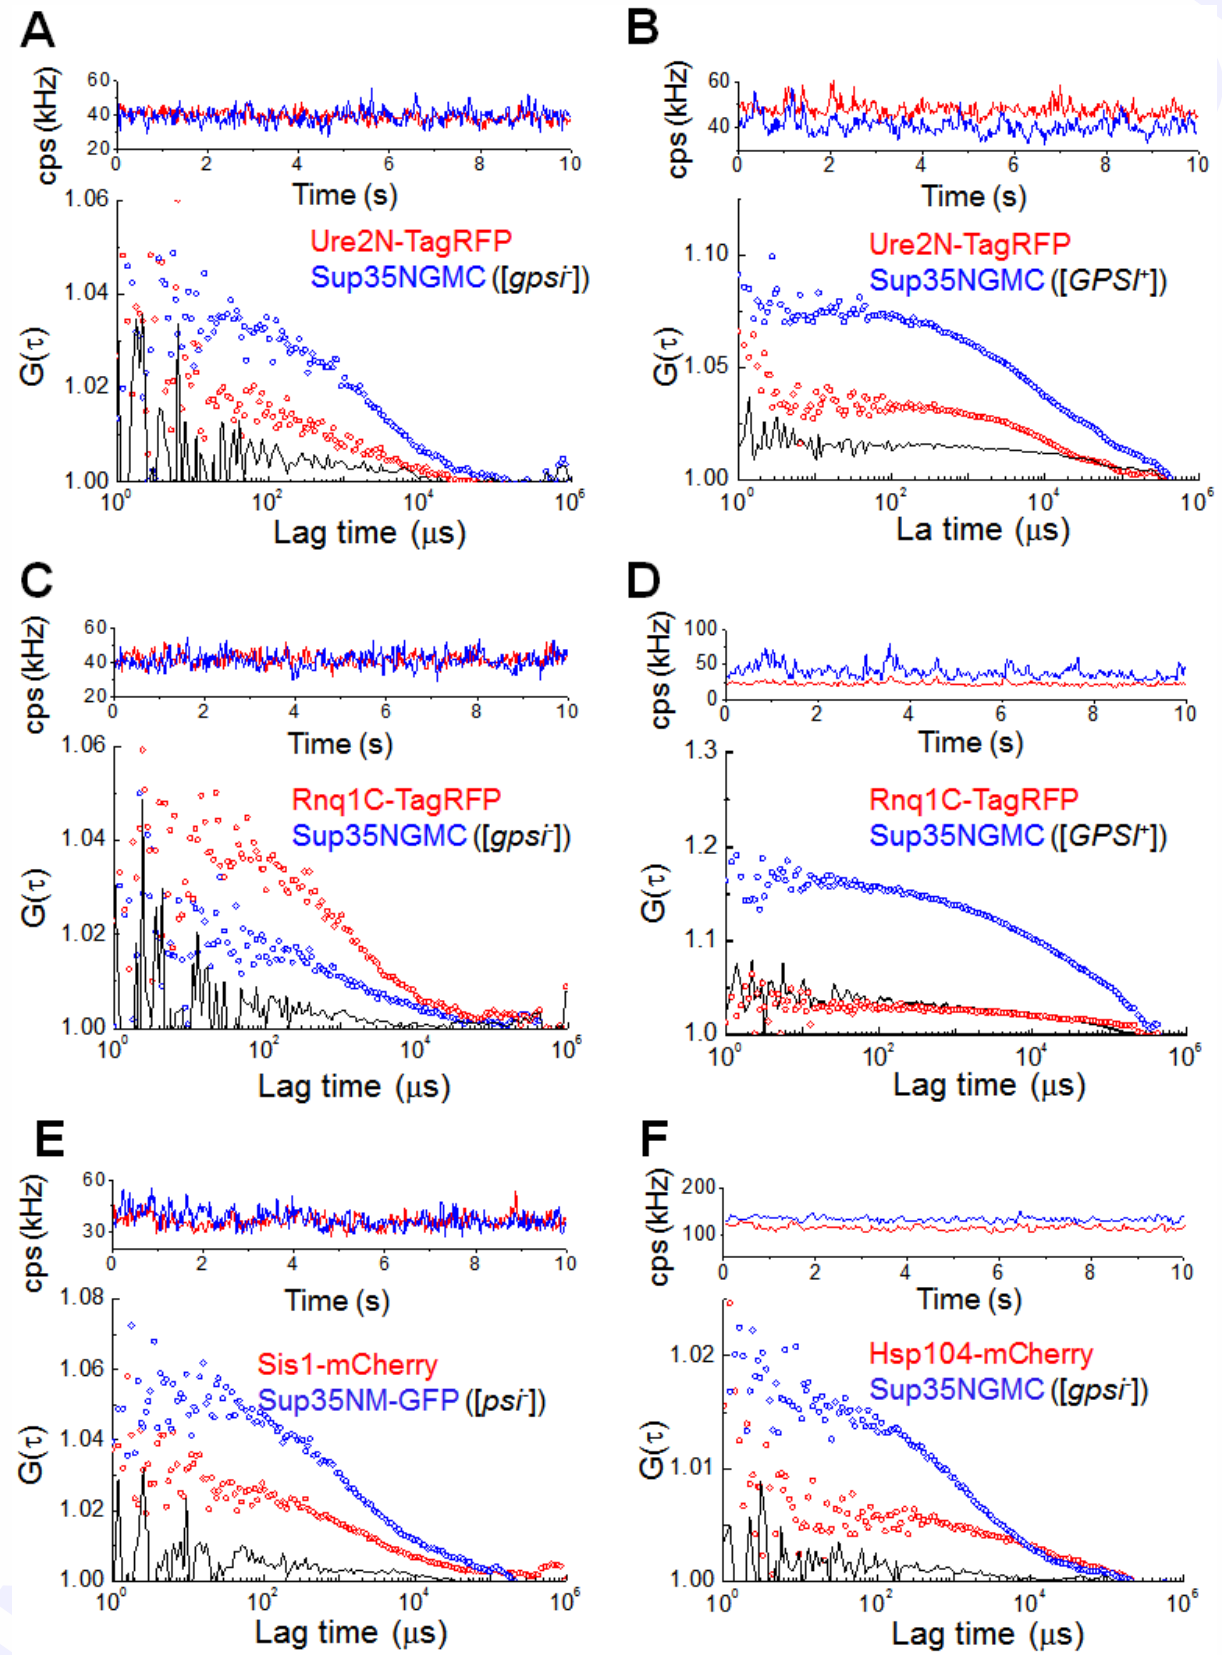 A
cps (kHz)
60
40
20
0 2 4 6 8 10
Time (s)
G(τ)
1.06
1.04
1.02
1.00
Ure2N-TagRFP
Sup35NGMC ([gpsi-])
10⁰ 10² 10⁴ 10⁶
Lag time (μs)
B
cps (kHz)
60
40
0 2 4 6 8 10
Time (s)
G(τ)
1.10
1.05
1.00
Ure2N-TagRFP
Sup35NGMC ([GPSI⁺])
10⁰ 10² 10⁴ 10⁶
La time (μs)
C
cps (kHz)
60
40
20
0 2 4 6 8 10
Time (s)
G(τ)
1.06
1.04
1.02
1.00
Rnq1C-TagRFP
Sup35NGMC ([gpsi-])
10⁰ 10² 10⁴ 10⁶
Lag time (μs)
D
cps (kHz)
100
50
0
0 2 4 6 8 10
Time (s)
G(τ)
1.3
1.2
1.1
1.0
Rnq1C-TagRFP
Sup35NGMC ([GPSI⁺])
10⁰ 10² 10⁴ 10⁶
Lag time (μs)
E
cps (kHz)
60
30
0 2 4 6 8 10
Time (s)
G(τ)
1.08
1.06
1.04
1.02
1.00
Sis1-mCherry
Sup35NM-GFP ([psi-])
10⁰ 10² 10⁴ 10⁶
Lag time (μs)
F
cps (kHz)
200
100
0 2 4 6 8 10
Time (s)
G(τ)
1.02
1.01
1.00
Hsp104-mCherry
Sup35NGMC ([gpsi-])
10⁰ 10² 10⁴ 10⁶
Lag time (μs)